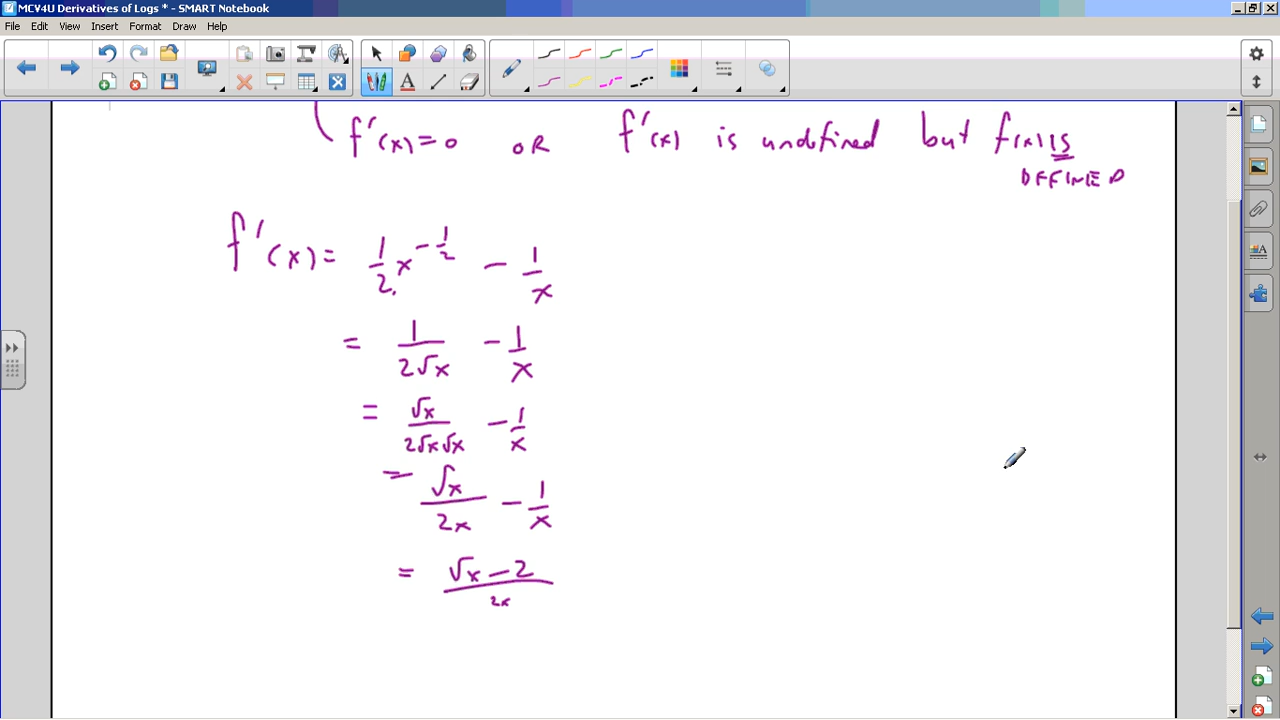 MCV4U Derivatives of Logs * - SMART Notebook
File Edit View Insert Format Draw Help
f'(x)=0 OR f'(x) is undefined but f(x) is
DEFINED
f'(x)= 1/2 x^(-1/2) - 1/x
= 1/(2√x) - 1/x
= √x/(2√x√x) - 1/x
= √x/(2x) - 1/x
= (√x-2)/(2x)